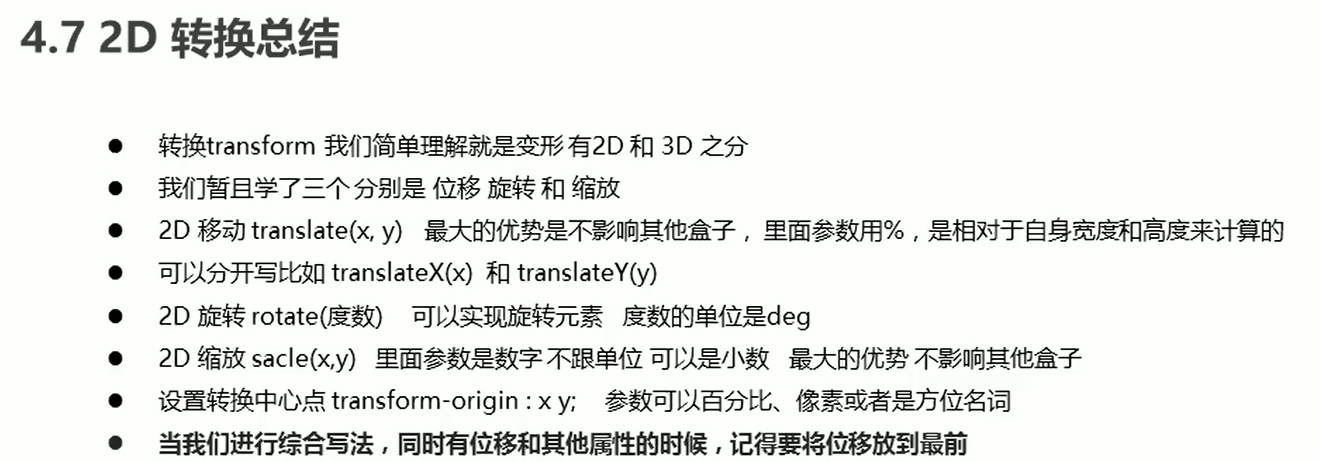 4.7 2D 转换总结
● 转换transform 我们简单理解就是变形 有2D 和 3D 之分
● 我们暂且学了三个 分别是 位移 旋转 和 缩放
● 2D 移动 translate(x, y) 最大的优势是不影响其他盒子， 里面参数用%，是相对于自身宽度和高度来计算的
● 可以分开写比如 translateX(x) 和 translateY(y)
● 2D 旋转 rotate(度数) 可以实现旋转元素 度数的单位是deg
● 2D 缩放 sacle(x,y) 里面参数是数字 不跟单位 可以是小数 最大的优势 不影响其他盒子
● 设置转换中心点 transform-origin : x y; 参数可以百分比、像素或者是方位名词
● 当我们进行综合写法，同时有位移和其他属性的时候，记得要将位移放到最前